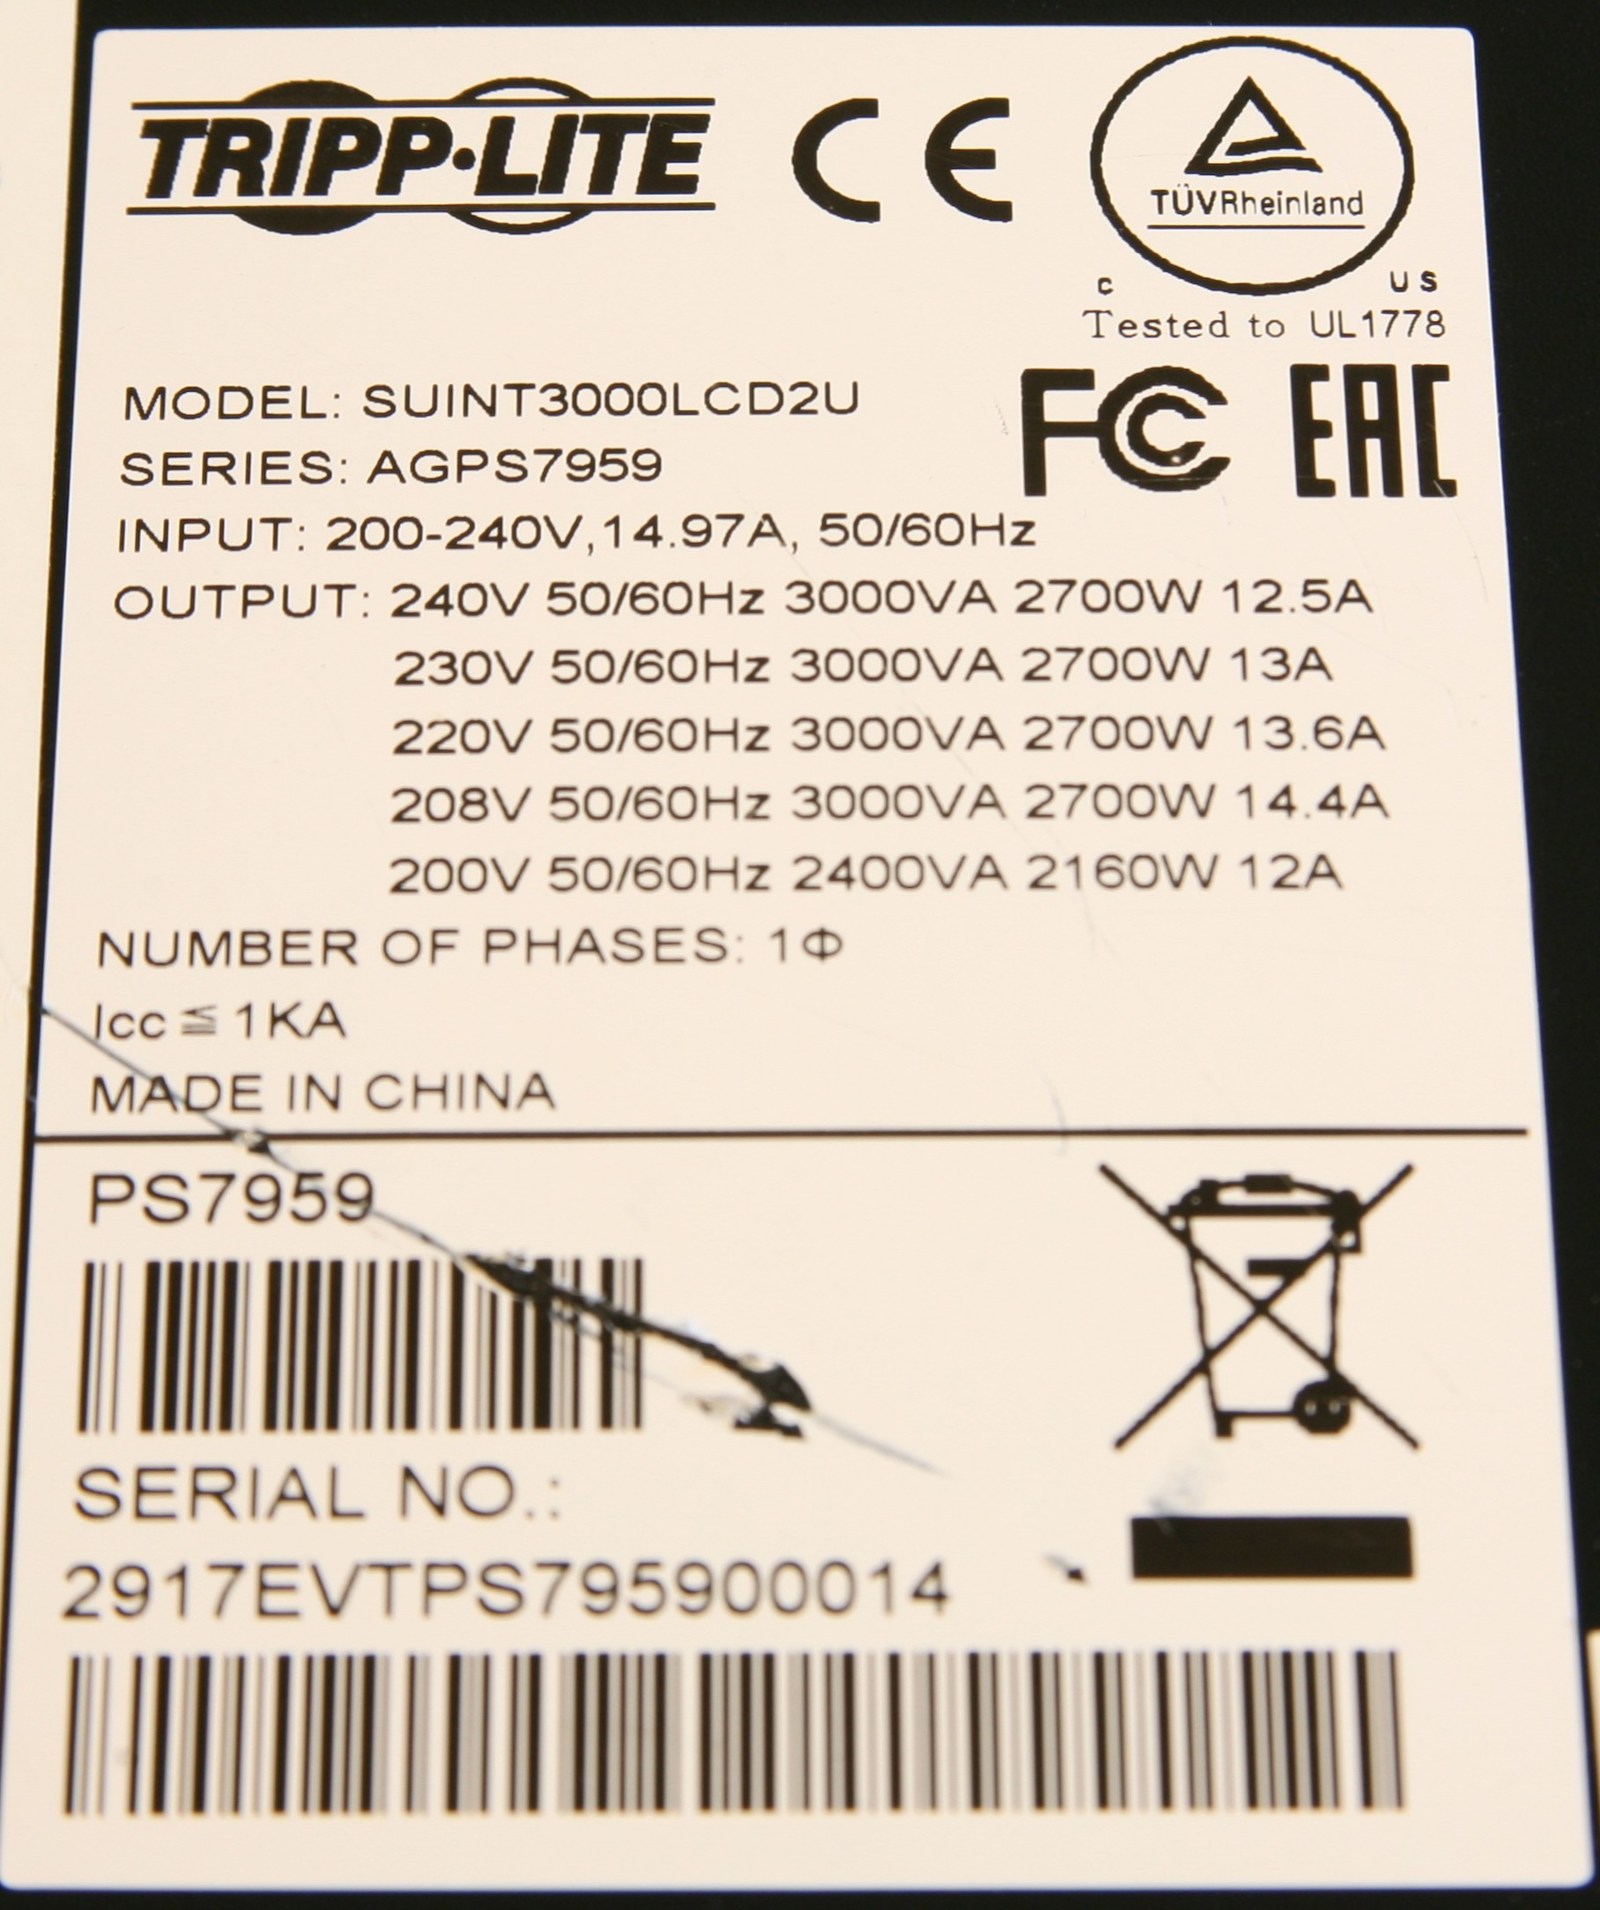 TRIPP·LITE CE
TÜVRheinland
c US
Tested to UL1778
FC EAC
MODEL: SUINT3000LCD2U
SERIES: AGPS7959
INPUT: 200-240V,14.97A, 50/60Hz
OUTPUT: 240V 50/60Hz 3000VA 2700W 12.5A
230V 50/60Hz 3000VA 2700W 13A
220V 50/60Hz 3000VA 2700W 13.6A
208V 50/60Hz 3000VA 2700W 14.4A
200V 50/60Hz 2400VA 2160W 12A
NUMBER OF PHASES: 1Φ
Icc ≦ 1KA
MADE IN CHINA
PS7959
SERIAL NO.:
2917EVTPS795900014